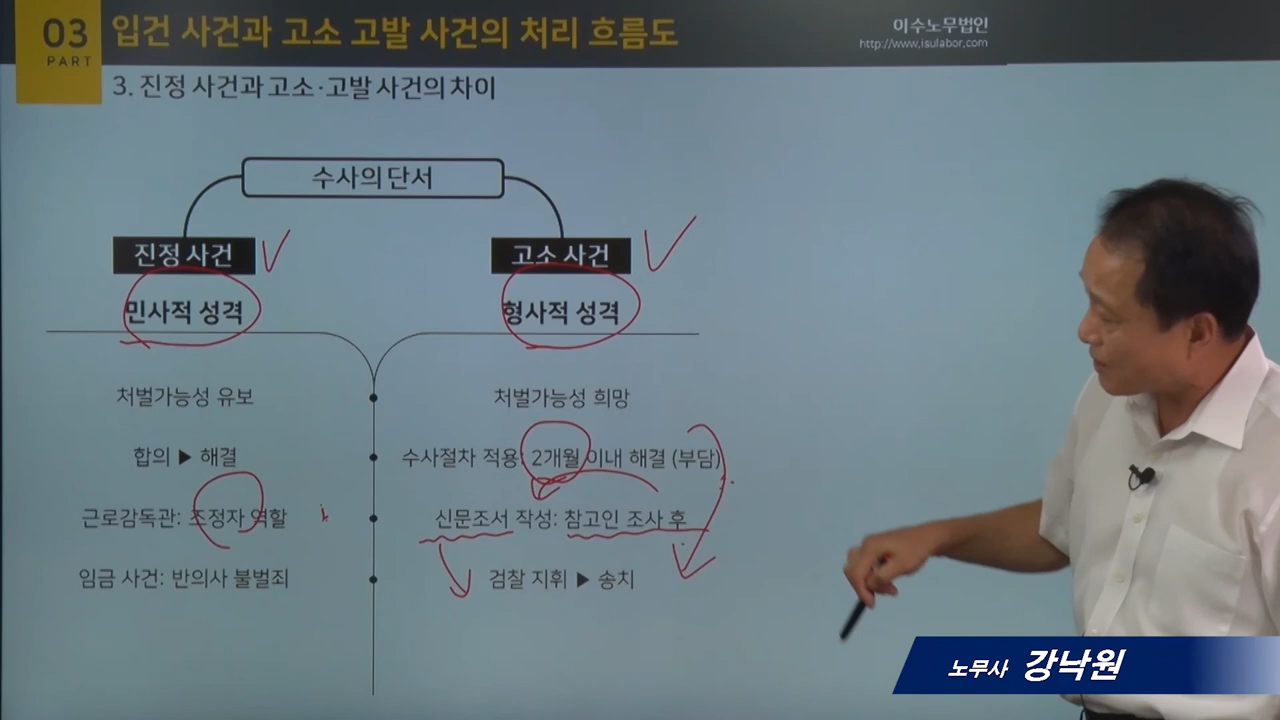 03
PART
입건 사건과 고소 고발 사건의 처리 흐름도
이수노무법인
http://www.isulabor.com
3. 진정 사건과 고소·고발 사건의 차이
수사의 단서
진정 사건
고소 사건
민사적 성격
형사적 성격
처벌가능성 유보
처벌가능성 희망
합의 ▶ 해결
수사절차 적용: 2개월 이내 해결 (부담)
근로감독관: 조정자 역할
신문조서 작성: 참고인 조사 후
임금 사건: 반의사 불벌죄
검찰 지휘 ▶ 송치
노무사 강낙원